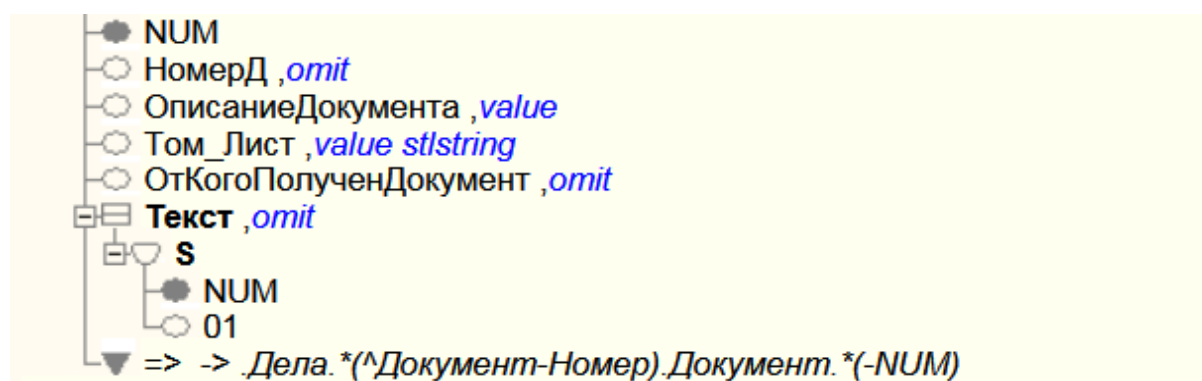 NUM
НомерД ,omit
ОписаниеДокумента ,value
Том_Лист ,value stlstring
ОтКогоПолученДокумент ,omit
Текст ,omit
S
NUM
01
=> -> .Дела.*(^Документ-Номер).Документ.*(-NUM)